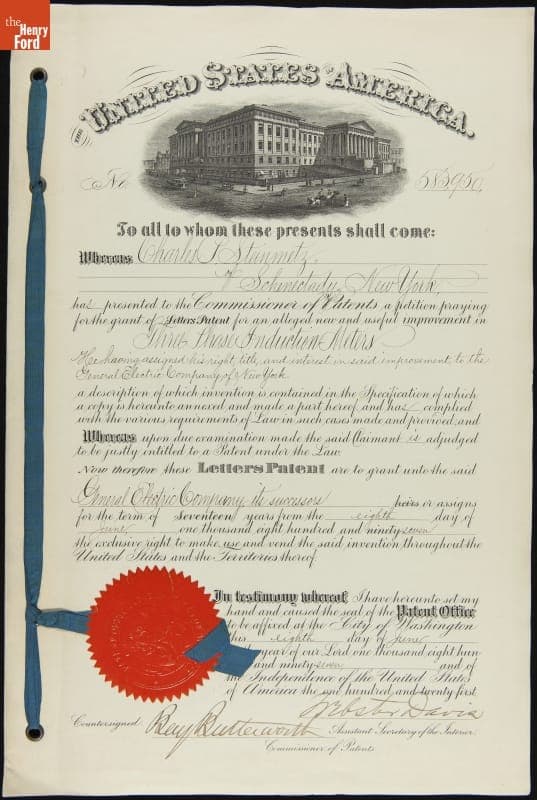 the
Henry
Ford
THE UNITED STATES OF AMERICA.
No. 583950,
To all to whom these presents shall come:
Whereas Charles P. Steinmetz,
of Schenectady, New York,
has presented to the Commissioner of Patents a petition praying
for the grant of Letters Patent for an alleged new and useful improvement in
Three Phase Induction Meters
He having assigned his right, title, and interest in said improvement to the
General Electric Company of New York
a description of which invention is contained in the Specification of which
a copy is hereunto annexed and made a part hereof, and has complied
with the various requirements of Law in such cases made and provided, and
Whereas upon due examination made the said Claimant is adjudged
to be justly entitled to a Patent under the Law.
Now therefore these Letters Patent are to grant unto the said
General Electric Company, its successors heirs or assigns
for the term of Seventeen years from the eighth day of
June one thousand eight hundred and ninety-seven
the exclusive right to make, use and vend the said invention throughout the
United States and the Territories thereof.
In testimony whereof I have hereunto set my
hand and caused the seal of the Patent Office
to be affixed at the City of Washington
this eighth day of June
year of our Lord one thousand eight hun
and ninety-seven and of
the Independence of the United States
of America the one hundred and twenty first
Webster Davis
Countersigned Benj Butterworth Assistant Secretary of the Interior.
Commissioner of Patents